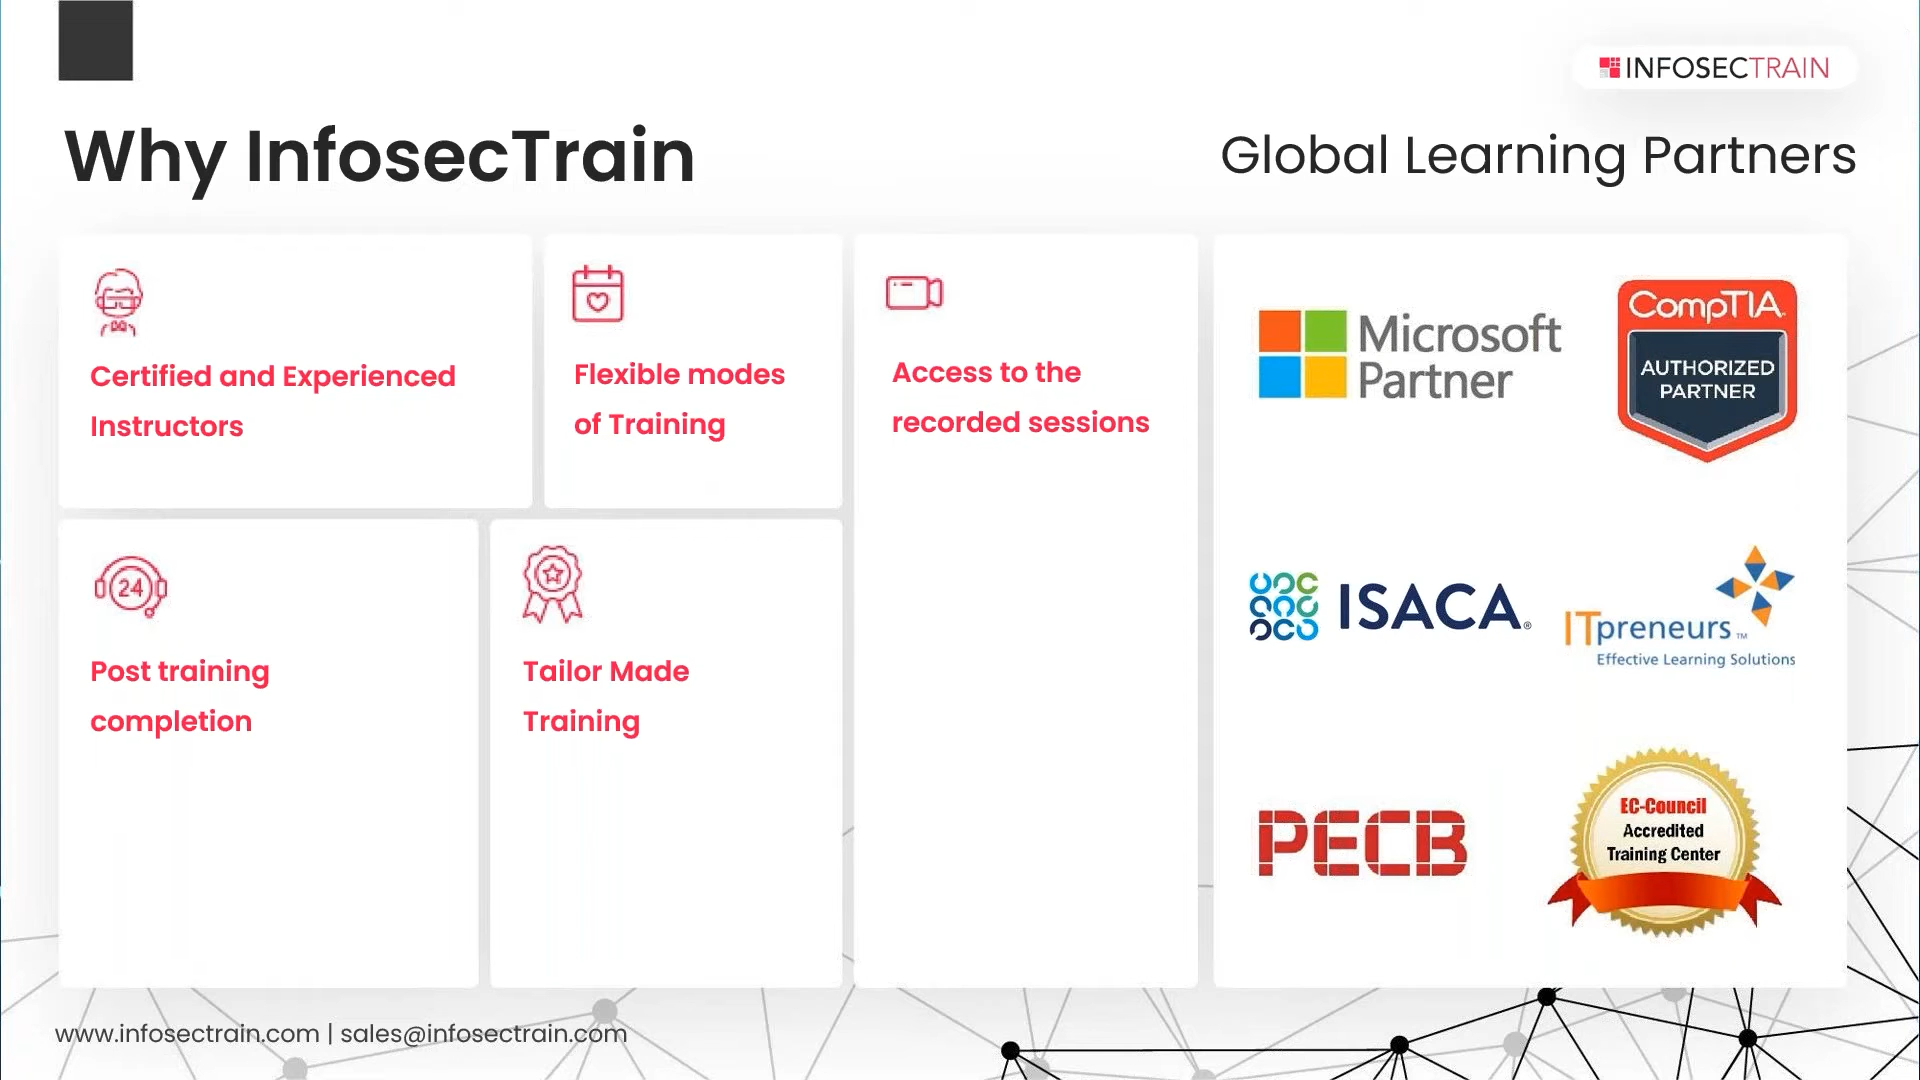 INFOSECTRAIN
Why InfosecTrain
Global Learning Partners
Certified and Experienced
Instructors
Flexible modes
of Training
Access to the
recorded sessions
24
Post training
completion
Tailor Made
Training
Microsoft
Partner
CompTIA.
AUTHORIZED
PARTNER
ISACA®
ITpreneurs™
Effective Learning Solutions
PECB
EC-Council
Accredited
Training Center
www.infosectrain.com | sales@infosectrain.com